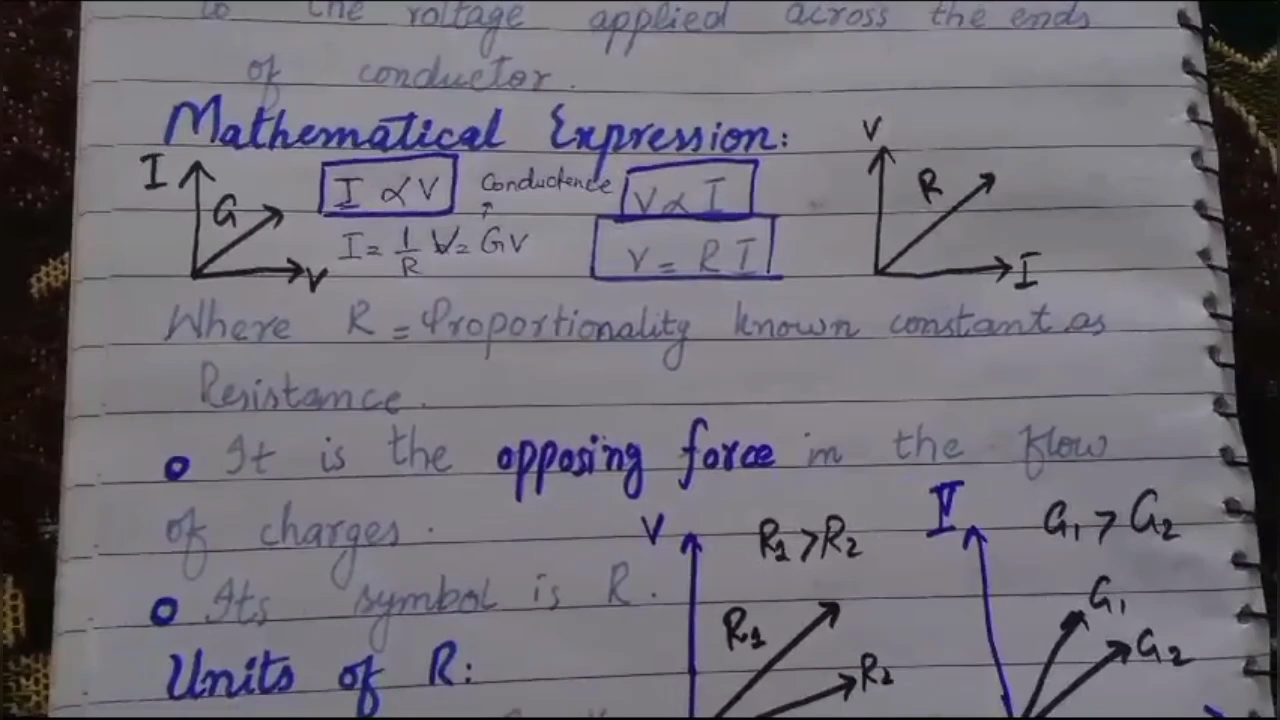 to the voltage applied across the ends
of conductor.
Mathematical Expression:
I
G
V
I ∝ V
Conductence
↑
I = 1/R V = GV
V ∝ I
V = R I
V
R
I
Where R = Proportionality known constant as
Resistance.
• It is the opposing force in the flow
of charges.
• Its symbol is R.
V
R1 > R2
R1
R2
G1 > G2
G1
G2
Units of R: